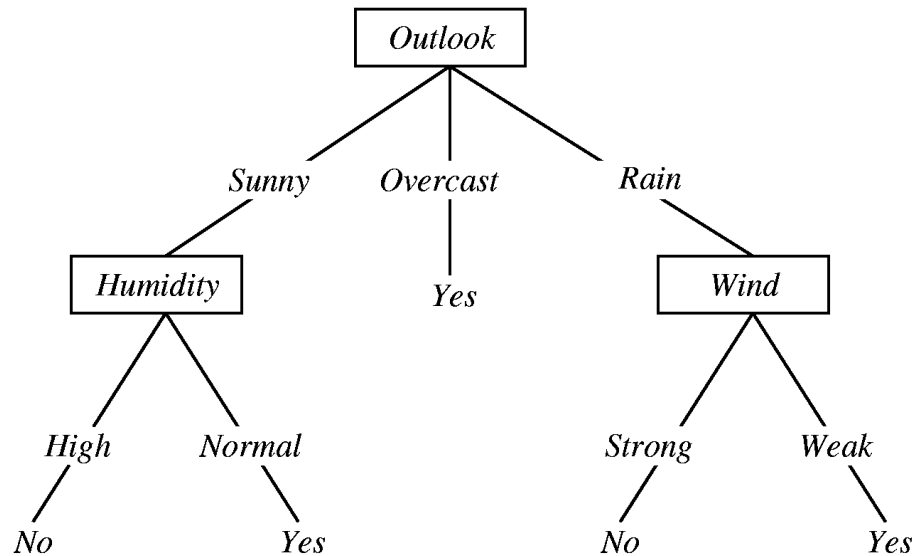 Outlook
Sunny Overcast Rain
Humidity Yes Wind
High Normal Strong Weak
No Yes No Yes